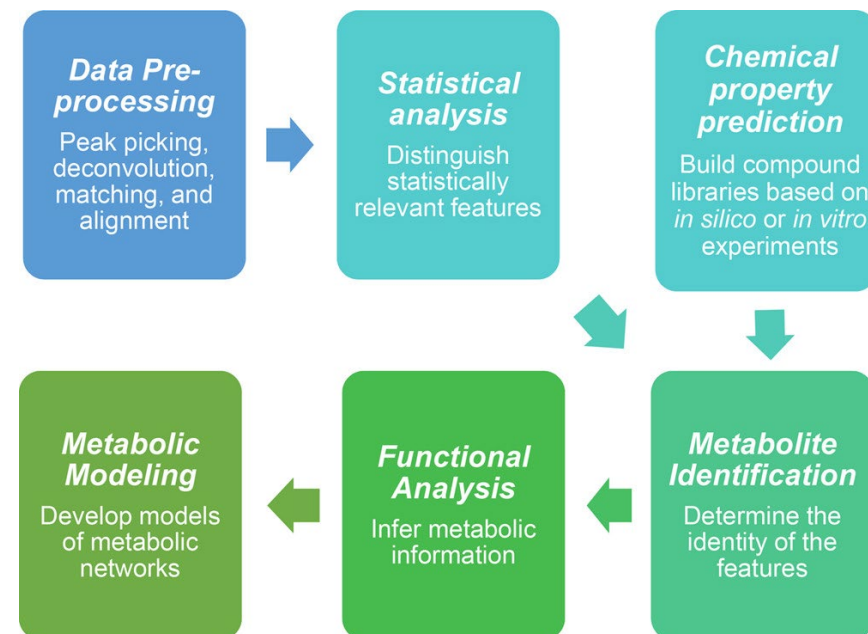 Data Pre-
processing
Peak picking,
deconvolution,
matching, and
alignment
Statistical
analysis
Distinguish
statistically
relevant features
Chemical
property
prediction
Build compound
libraries based on
in silico or in vitro
experiments
Metabolic
Modeling
Develop models
of metabolic
networks
Functional
Analysis
Infer metabolic
information
Metabolite
Identification
Determine the
identity of the
features